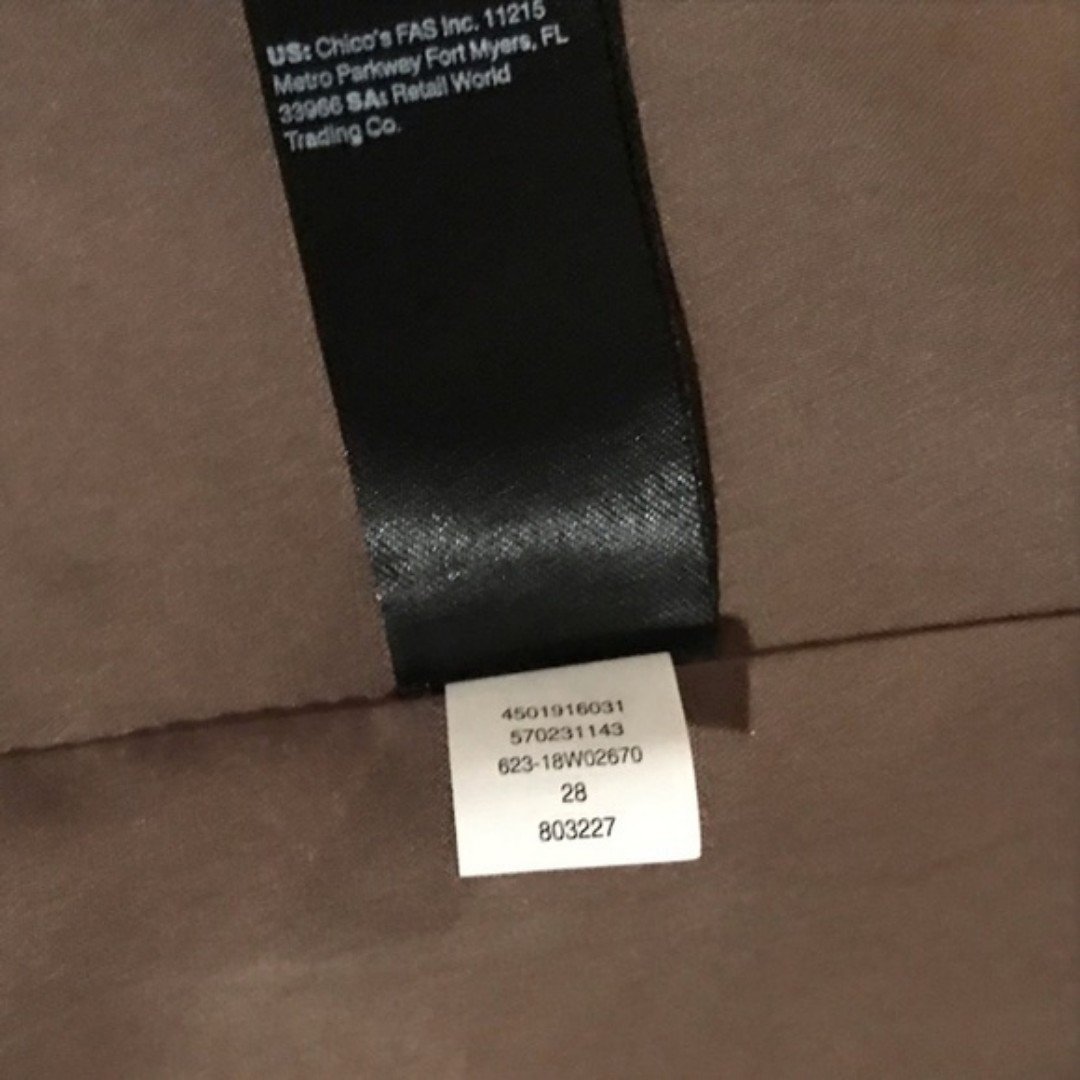 US: Chico's FAS Inc. 11215
Metro Parkway Fort Myers, FL
33966 SA: Retail World
Trading Co.
4501916031
570231143
623-18W02670
28
803227